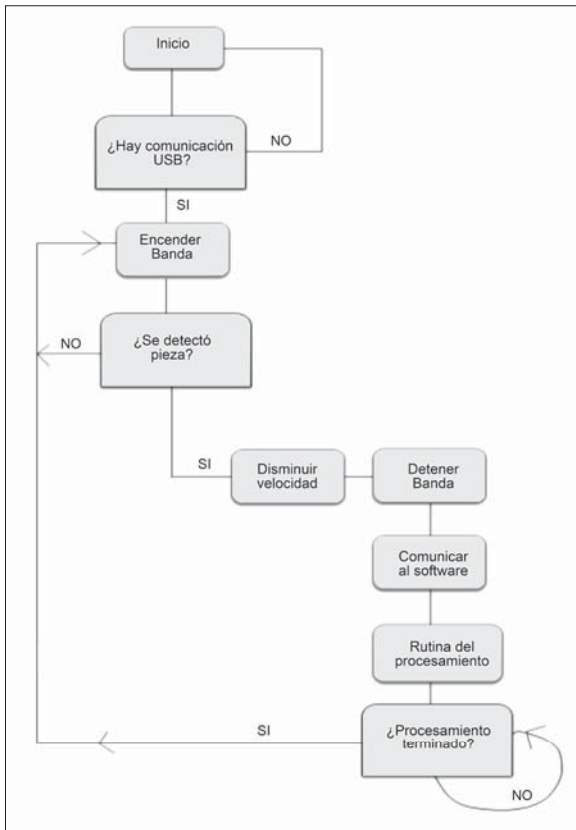 Inicio
¿Hay comunicación
USB?
NO
SI
Encender
Banda
¿Se detectó
pieza?
NO
SI
Disminuir
velocidad
Detener
Banda
Comunicar
al software
Rutina del
procesamiento
¿Procesamiento
terminado?
SI
NO